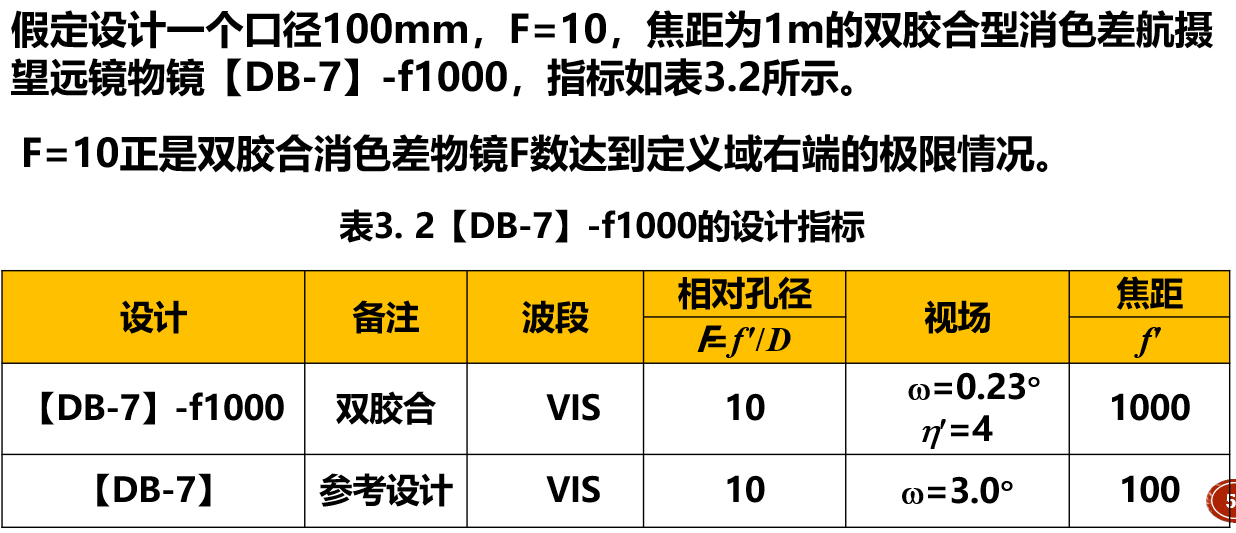 假定设计一个口径100mm，F=10，焦距为1m的双胶合型消色差航摄
望远镜物镜【DB-7】-f1000，指标如表3.2所示。
F=10正是双胶合消色差物镜F数达到定义域右端的极限情况。
表3. 2【DB-7】-f1000的设计指标
设计 备注 波段 相对孔径 视场 焦距
F=f′/D f′
【DB-7】-f1000 双胶合 VIS 10 ω=0.23° 1000
η′=4
【DB-7】 参考设计 VIS 10 ω=3.0° 100
5